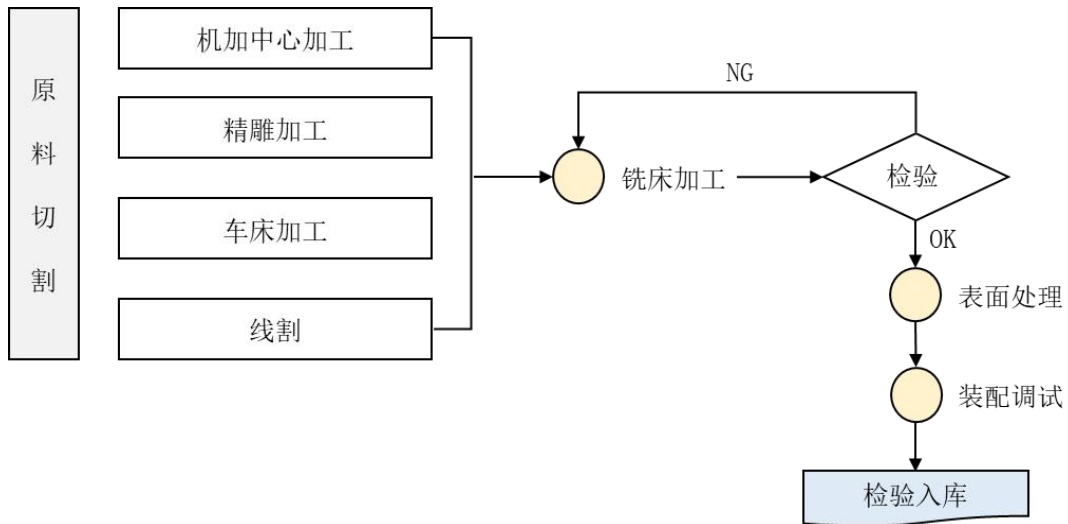 原料切割
机加中心加工
精雕加工
车床加工
线割
NG
铣床加工
检验
OK
表面处理
装配调试
检验入库